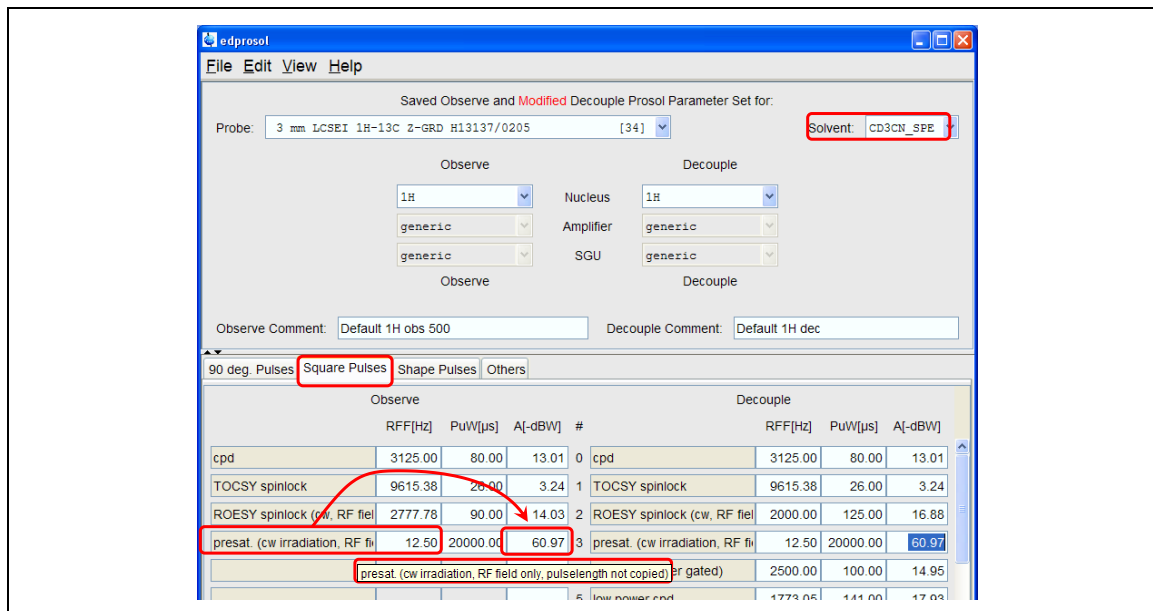 edprosol
File Edit View Help
Saved Observe and Modified Decouple Prosol Parameter Set for:
Probe: 3 mm LCSEI 1H-13C Z-GRD H13137/0205 [34] Solvent: CD3CN_SPE
Observe Decouple
1H Nucleus 1H
generic Amplifier generic
generic SGU generic
Observe Decouple
Observe Comment: Default 1H obs 500 Decouple Comment: Default 1H dec
90 deg. Pulses Square Pulses Shape Pulses Others
Observe Decouple
RFF[Hz] PuW[µs] A[-dBW] # RFF[Hz] PuW[µs] A[-dBW]
cpd 3125.00 80.00 13.01 0 cpd 3125.00 80.00 13.01
TOCSY spinlock 9615.38 26.00 3.24 1 TOCSY spinlock 9615.38 26.00 3.24
ROESY spinlock (cw, RF fiel 2777.78 90.00 14.03 2 ROESY spinlock (cw, RF fiel 2000.00 125.00 16.88
presat. (cw irradiation, RF fi 12.50 20000.00 60.97 3 presat. (cw irradiation, RF fi 12.50 20000.00 60.97
presat. (cw irradiation, RF field only, pulselength not copied) er gated) 2500.00 100.00 14.95
5 low power cpd 1773.05 141.00 17.93